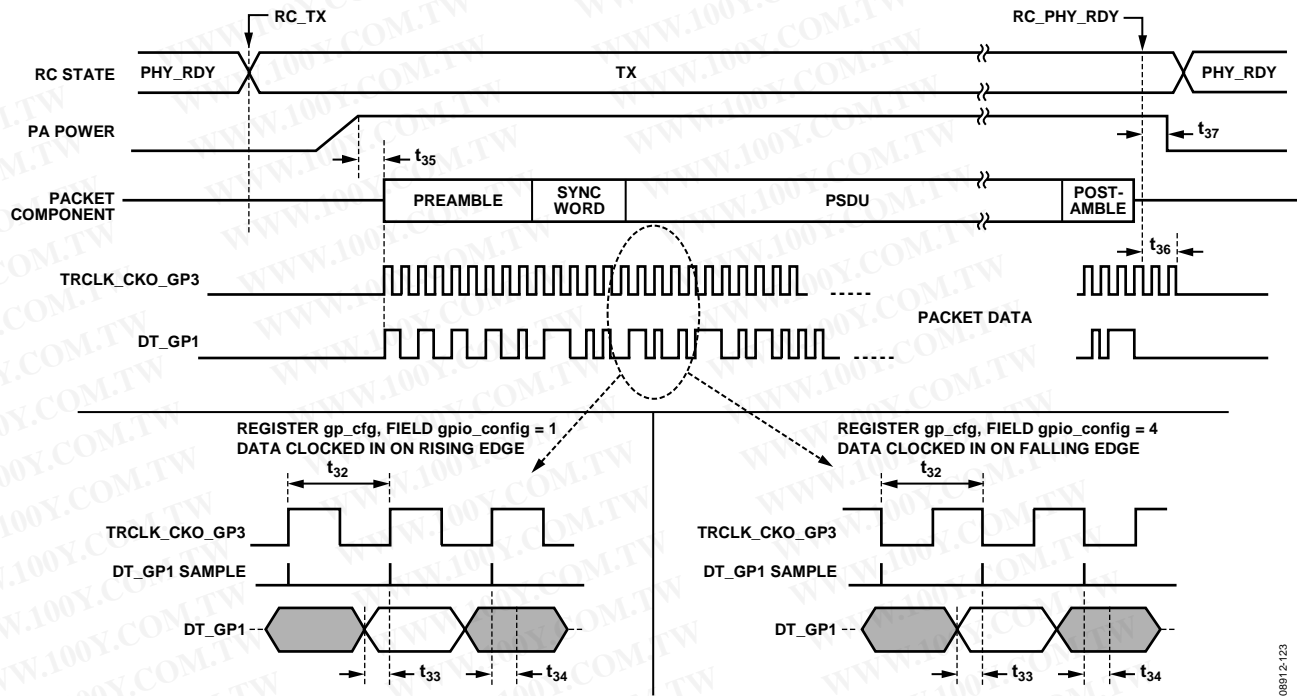 RC_TX
RC_PHY_RDY
RC STATE
PHY_RDY
TX
PHY_RDY
PA POWER
t37
t35
PACKET
COMPONENT
PREAMBLE
SYNC
WORD
PSDU
POST-
AMBLE
t36
TRCLK_CKO_GP3
PACKET DATA
DT_GP1
REGISTER gp_cfg, FIELD gpio_config = 1
DATA CLOCKED IN ON RISING EDGE
t32
TRCLK_CKO_GP3
DT_GP1 SAMPLE
DT_GP1
t33
t34
REGISTER gp_cfg, FIELD gpio_config = 4
DATA CLOCKED IN ON FALLING EDGE
t32
TRCLK_CKO_GP3
DT_GP1 SAMPLE
DT_GP1
t33
t34
08912-123
WWW.100Y.COM.TW